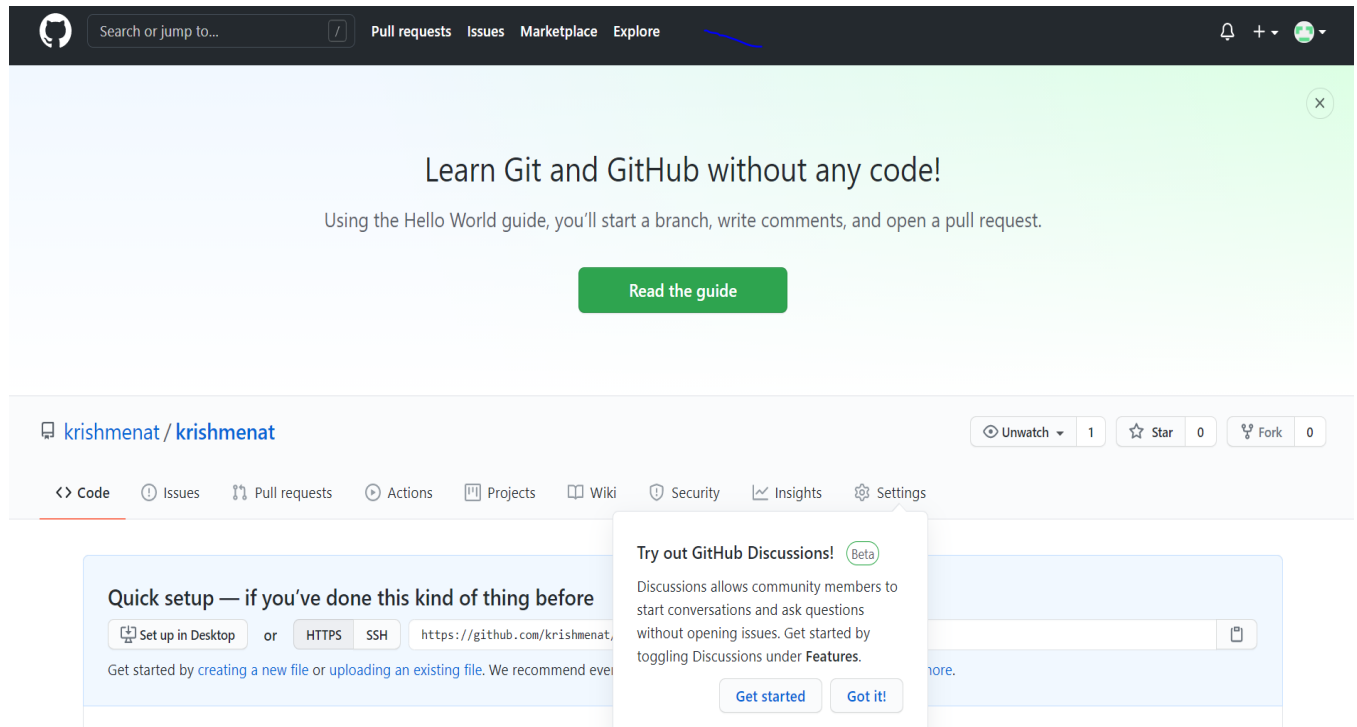 Search or jump to... /
Pull requests Issues Marketplace Explore
Learn Git and GitHub without any code!
Using the Hello World guide, you'll start a branch, write comments, and open a pull request.
Read the guide
krishmenat / krishmenat
Unwatch 1 Star 0 Fork 0
Code Issues Pull requests Actions Projects Wiki Security Insights Settings
Try out GitHub Discussions! Beta
Discussions allows community members to
start conversations and ask questions
without opening issues. Get started by
toggling Discussions under Features.
Get started Got it!
Quick setup — if you've done this kind of thing before
Set up in Desktop or HTTPS SSH https://github.com/krishmenat/
Get started by creating a new file or uploading an existing file. We recommend